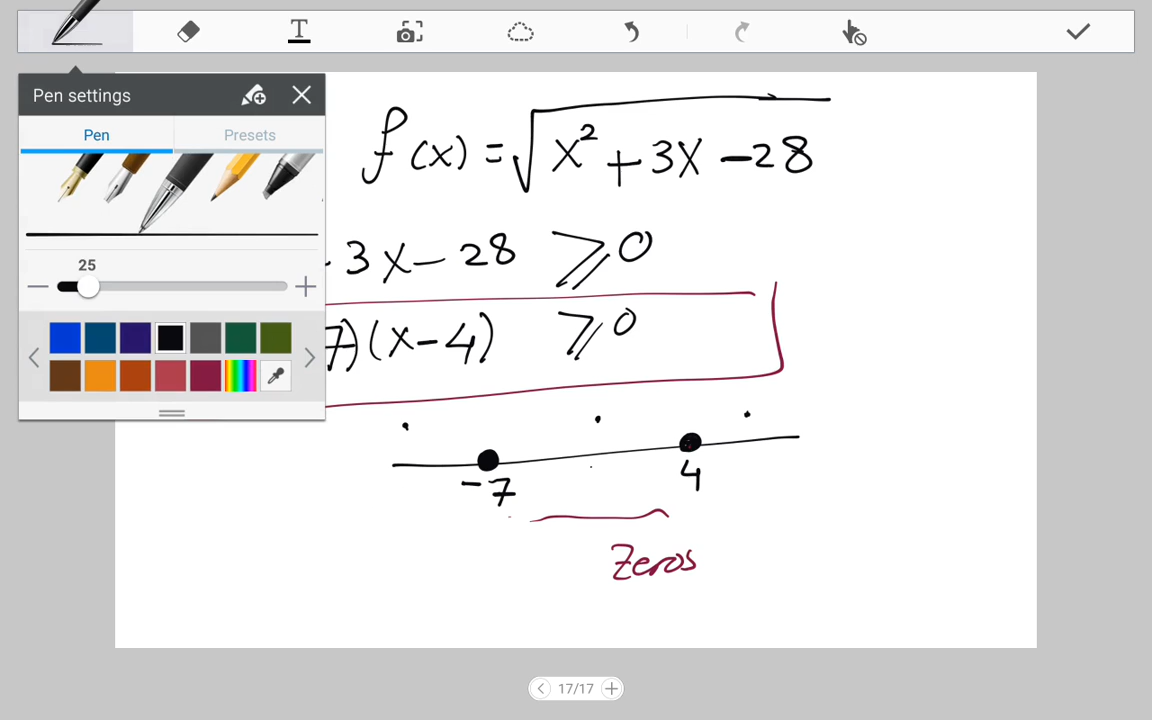 T
Pen settings
Pen
Presets
25
f(x) = √x² + 3x - 28
3x - 28 ⩾ 0
7)(x - 4) ⩾ 0
-7
4
Zeros
17/17